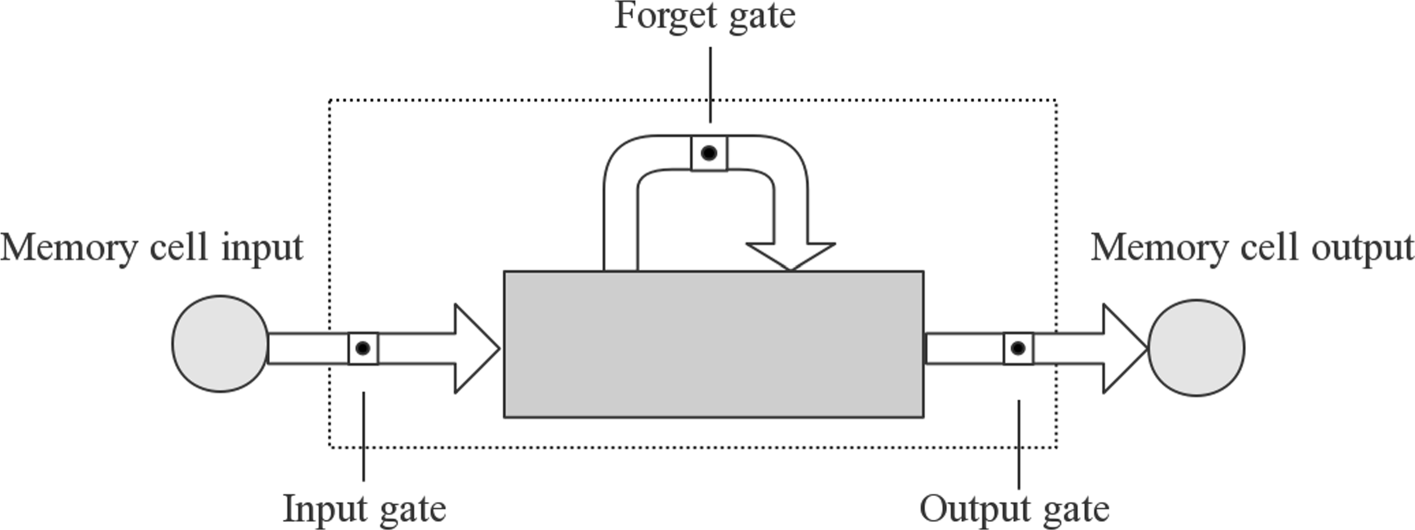 Forget gate
Memory cell input
Memory cell output
Input gate
Output gate